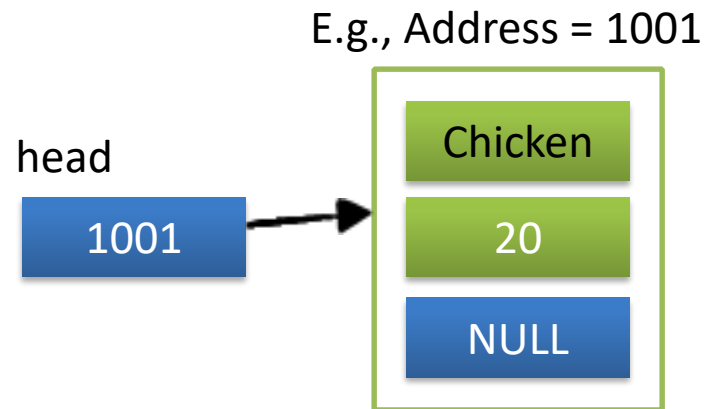 E.g., Address = 1001
head
1001
Chicken
20
NULL